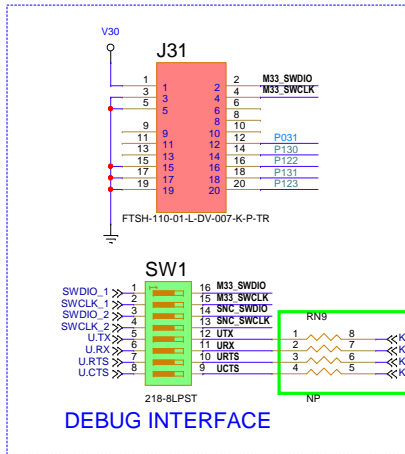 V30
J31
1 1 2 2 M33_SWDIO
3 3 4 4 M33_SWCLK
5 5 6 6
8 8
9 9 10 10
11 11 12 12 P031
13 13 14 14 P130
15 15 16 16 P122
17 17 18 18 P131
19 19 20 20 P123
FTSH-110-01-L-DV-007-K-P-TR
SW1
SWDIO_1 1 16 M33_SWDIO
SWCLK_1 2 15 M33_SWCLK
SWDIO_2 3 14 SNC_SWDIO
SWCLK_2 4 13 SNC_SWCLK
RN9
U.TX 5 12 UTX 1 8 K
U.RX 6 11 URX 2 7 K
U.RTS 7 10 URTS 3 6 K
U.CTS 8 9 UCTS 4 5 K
218-8LPST NP
DEBUG INTERFACE